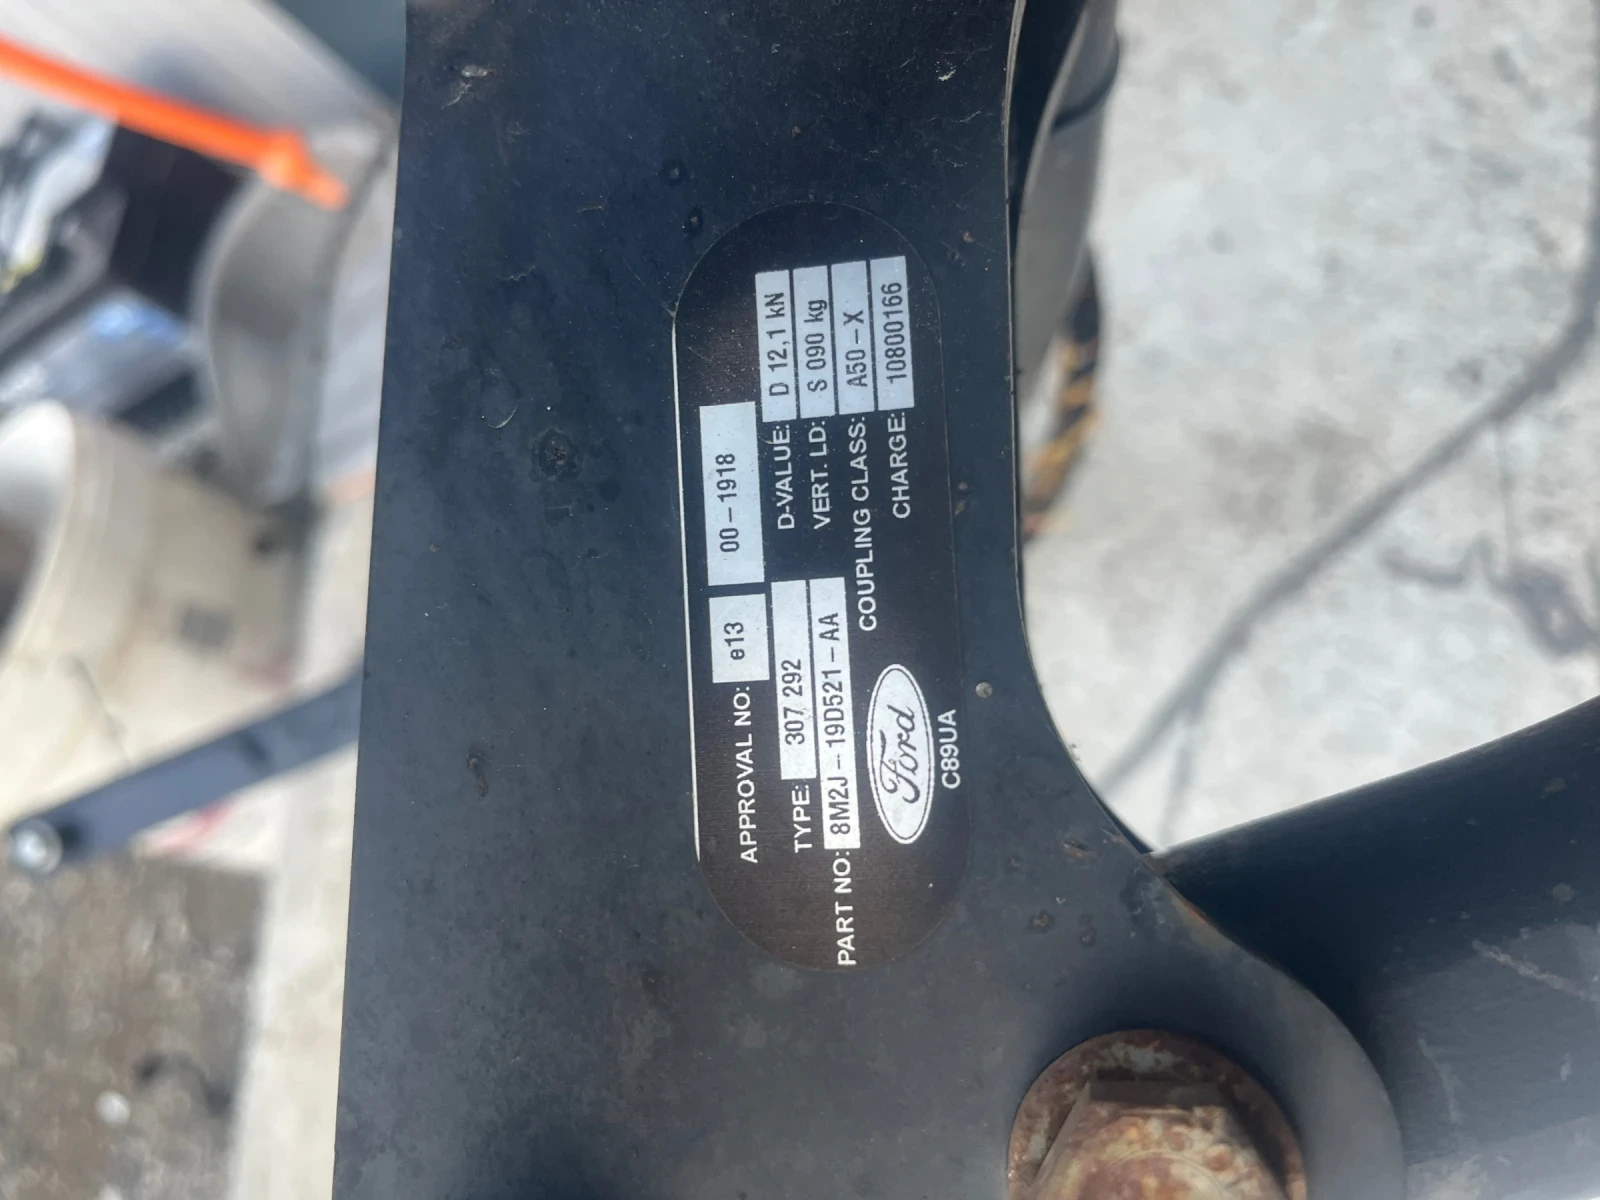 APPROVAL NO: e13 00-1918
TYPE: 307 292
D-VALUE: D 12,1 kN
PART NO: 8M2J-19D521-AA
VERT. LD: S 090 kg
COUPLING CLASS: A50-X
CHARGE: 10800166
Ford
C89UA